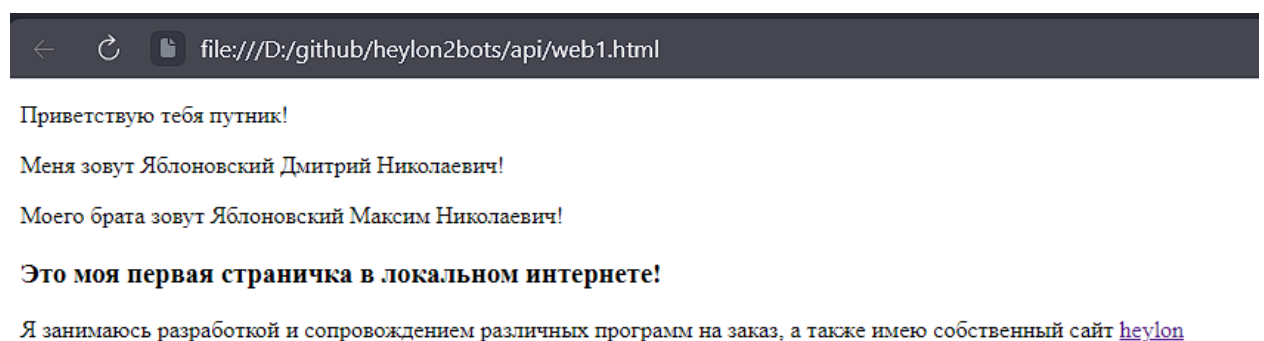 file:///D:/github/heylon2bots/api/web1.html
Приветствую тебя путник!
Меня зовут Яблоновский Дмитрий Николаевич!
Моего брата зовут Яблоновский Максим Николаевич!
Это моя первая страничка в локальном интернете!
Я занимаюсь разработкой и сопровождением различных программ на заказ, а также имею собственный сайт heylon